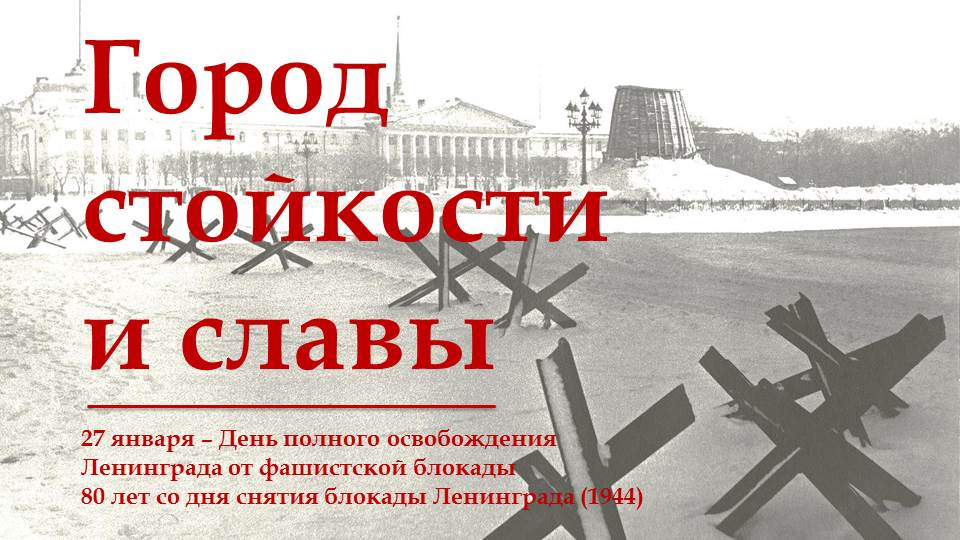 Город
стойкости
и славы
27 января – День полного освобождения
Ленинграда от фашистской блокады
80 лет со дня снятия блокады Ленинграда (1944)